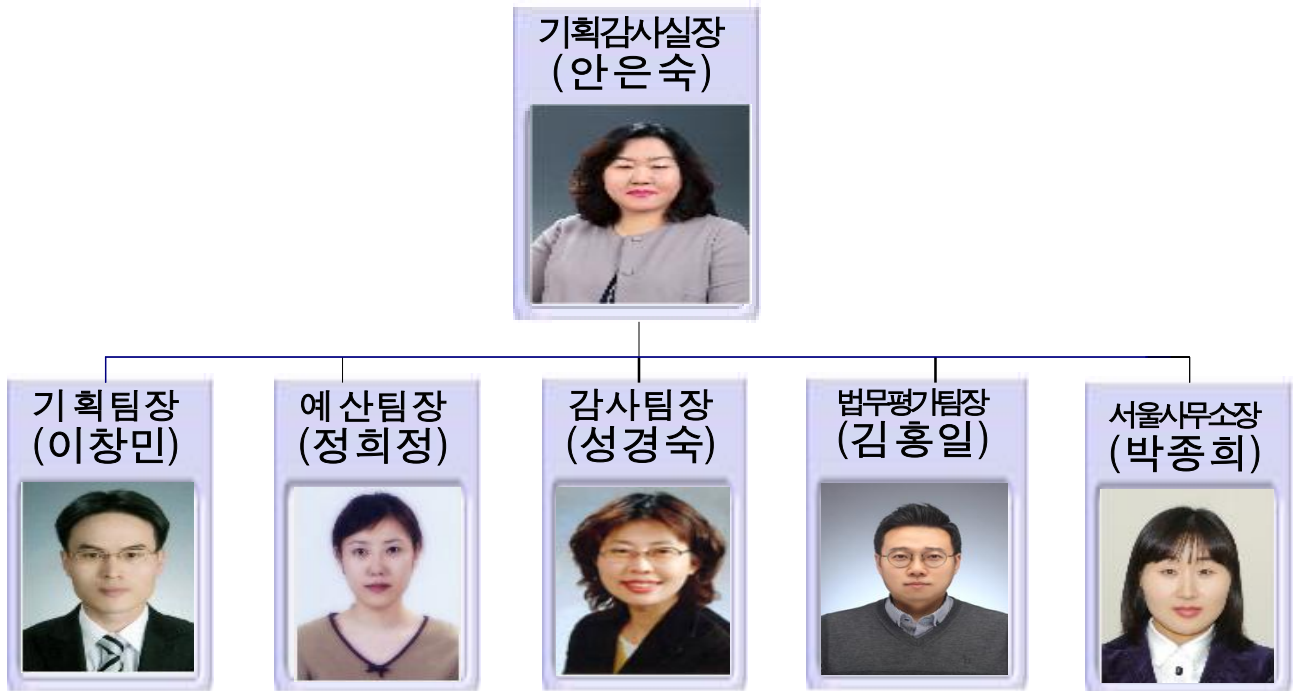 기획감사실장
(안은숙)
기획팀장
(이창민)
예산팀장
(정희정)
감사팀장
(성경숙)
법무평가팀장
(김홍일)
서울사무소장
(박종희)